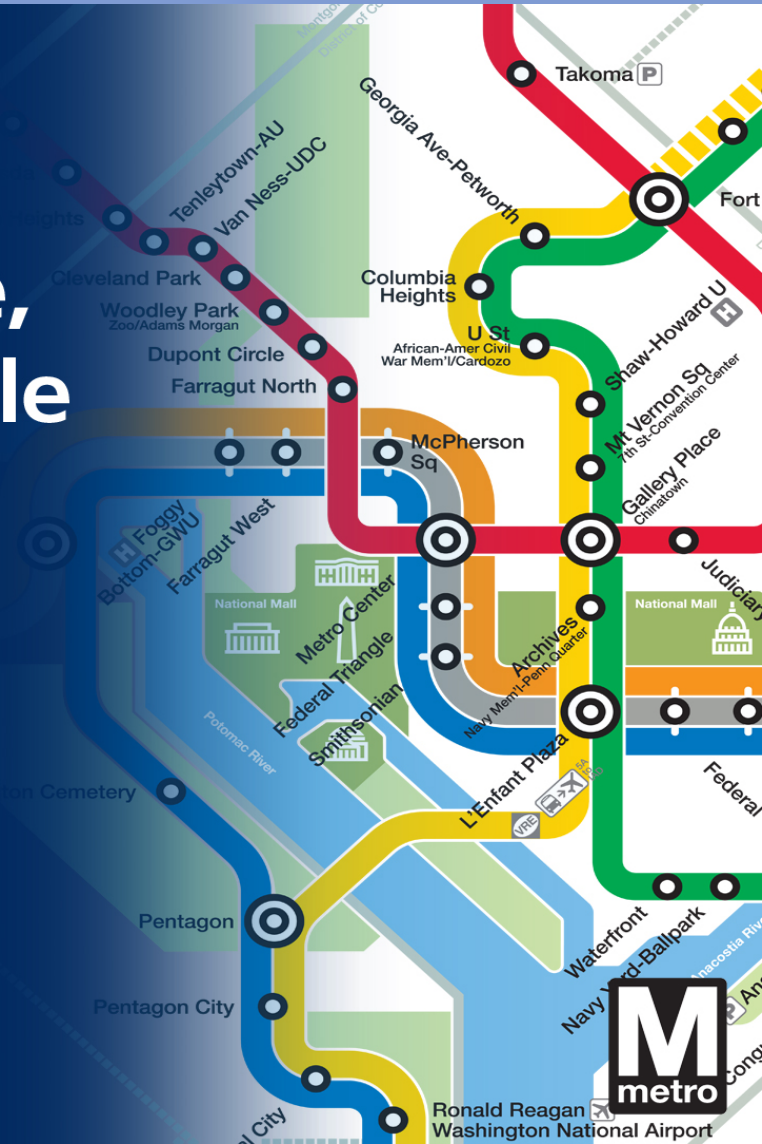 Takoma P
Georgia Ave-Petworth
Tenleytown-AU
Van Ness-UDC
Fort
Cleveland Park
Columbia
Heights
Woodley Park
Zoo/Adams Morgan
Shaw-Howard U
H
U St
African-Amer Civil
War Mem'l/Cardozo
Dupont Circle
Farragut North
Mt Vernon Sq
7th St-Convention Center
McPherson
Sq
Gallery Place
Chinatown
Foggy
Bottom-GWU
H
Farragut West
Judiciary
National Mall
National Mall
Metro Center
Archives
Navy Mem'l-Penn Quarter
Federal Triangle
Smithsonian
Potomac River
L'Enfant Plaza
VRE
Federal
ton Cemetery
Pentagon
Waterfront
Anacostia Rive
Pentagon City
P
M
metro
al City
Ronald Reagan
Washington National Airport